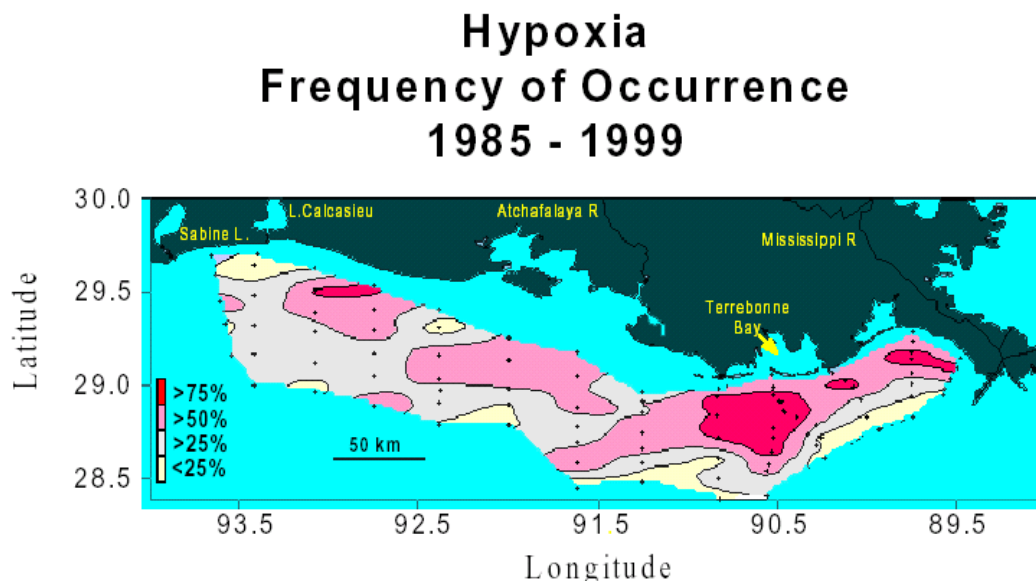 Hypoxia
Frequency of Occurrence
1985 - 1999
30.0
L.Calcasieu
Atchafalaya R
Sabine L.
Mississippi R
29.5
Terrebonne
Bay
Latitude
29.0
>75%
>50%
>25%
<25%
50 km
28.5
93.5
92.5
91.5
90.5
89.5
Longitude